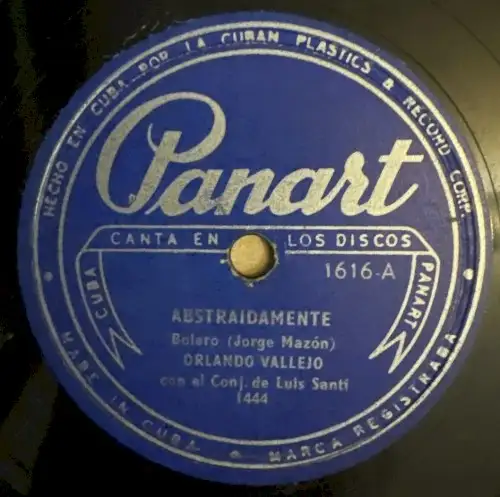 HECHO EN CUBA POR LA CUBAN PLASTICS & RECORD CORP.
Panart
CUBA CANTA EN LOS DISCOS PANART
1616-A
ABSTRAIDAMENTE
Bolero (Jorge Mazón)
ORLANDO VALLEJO
con el Conj. de Luis Santí
1444
MADE IN CUBA • MARCA REGISTRADA